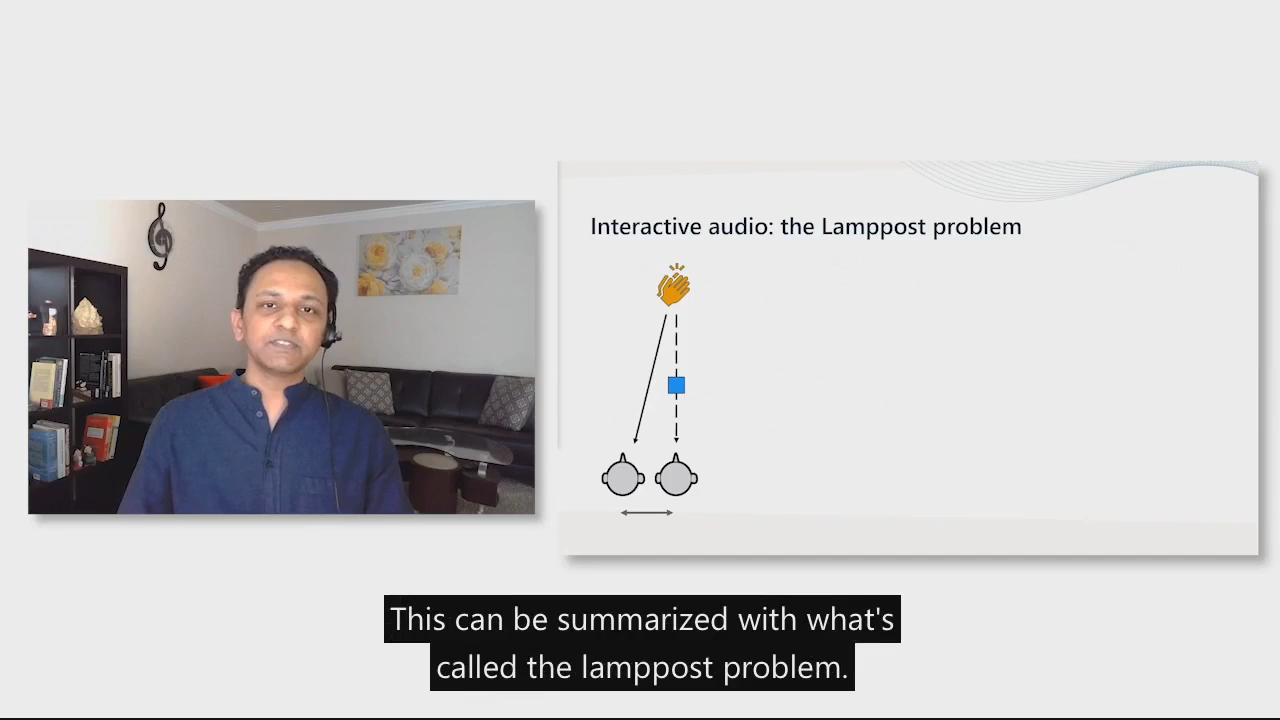 Interactive audio: the Lamppost problem
This can be summarized with what's
called the lamppost problem.